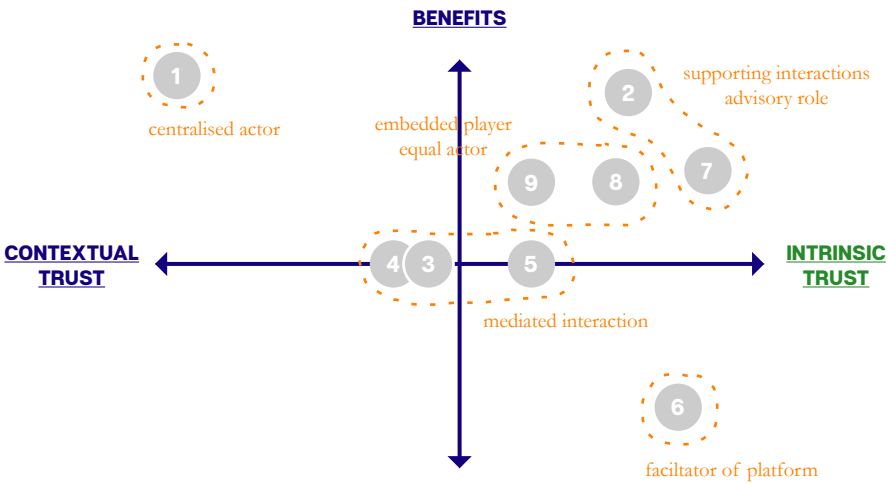 BENEFITS
1
centralised actor
2
supporting interactions
advisory role
embedded player
equal actor
9
8
7
CONTEXTUAL
TRUST
4
3
5
INTRINSIC
TRUST
mediated interaction
6
faciltator of platform